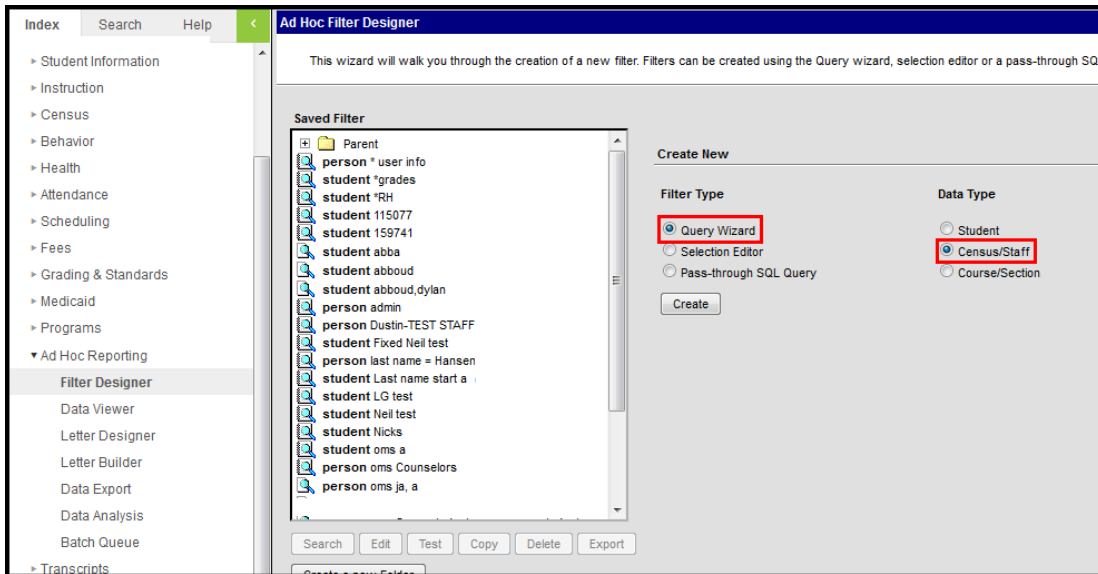 Index Search Help <
Student Information
Instruction
Census
Behavior
Health
Attendance
Scheduling
Fees
Grading & Standards
Medicaid
Programs
Ad Hoc Reporting
Filter Designer
Data Viewer
Letter Designer
Letter Builder
Data Export
Data Analysis
Batch Queue
Transcripts
Ad Hoc Filter Designer
This wizard will walk you through the creation of a new filter. Filters can be created using the Query wizard, selection editor or a pass-through SQ
Saved Filter
Parent
person * user info
student *grades
student *RH
student 115077
student 159741
student abba
student abboud
student abboud,dylan
person admin
person Dustin-TEST STAFF
student Fixed Neil test
person last name = Hansen
student Last name start a
student LG test
student Neil test
student Nicks
student oms a
person oms Counselors
person oms ja, a
Search Edit Test Copy Delete Export
Create a new Folder
Create New
Filter Type
Query Wizard
Selection Editor
Pass-through SQL Query
Create
Data Type
Student
Census/Staff
Course/Section